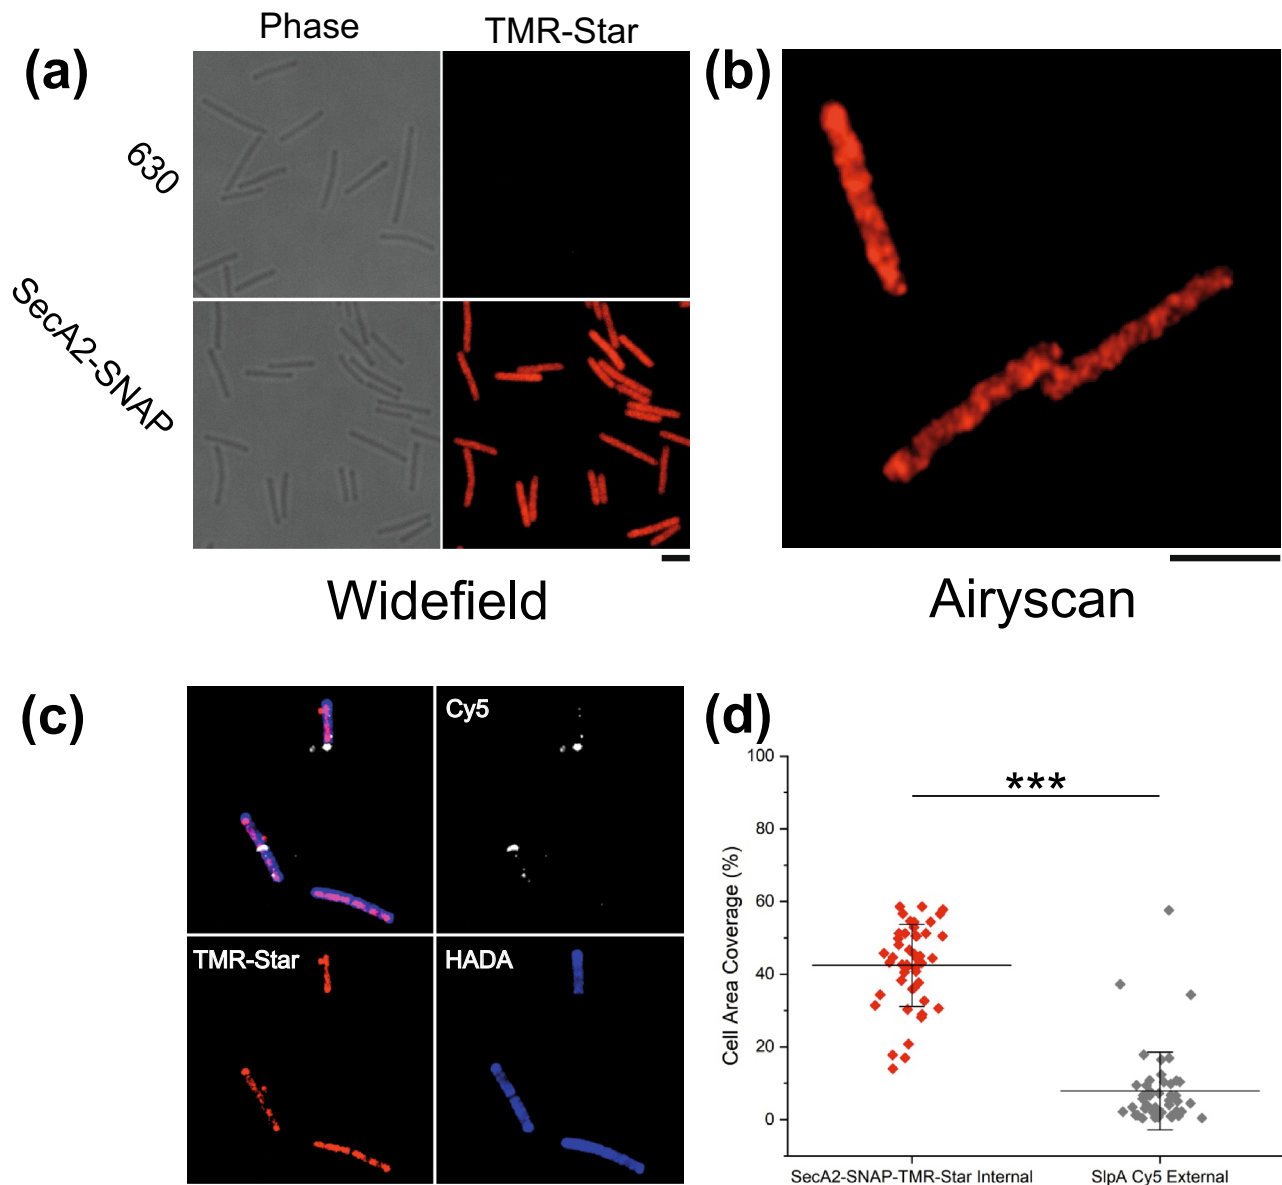 Phase
TMR-Star
(a)
(b)
630
SecA2-SNAP
Widefield
Airyscan
(c)
Cy5
TMR-Star
HADA
(d)
100
80
60
40
20
0
Cell Area Coverage (%)
***
SecA2-SNAP-TMR-Star Internal
SlpA Cy5 External